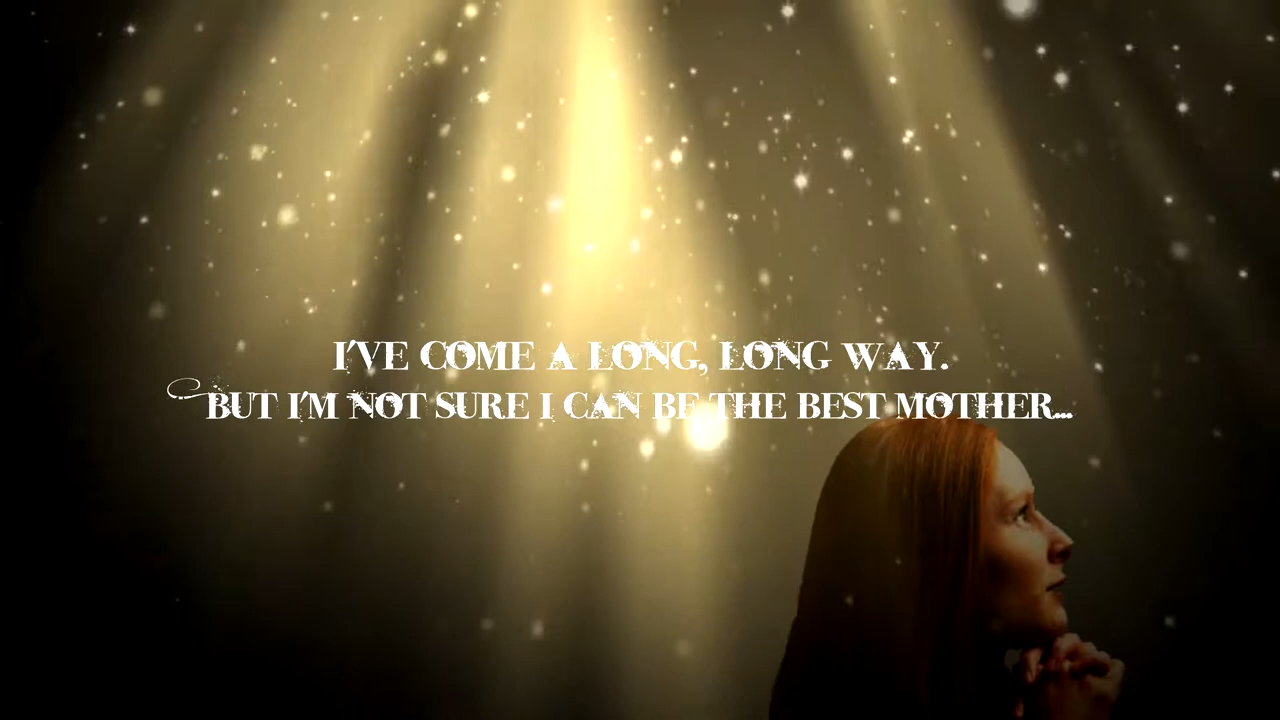 I'VE COME A LONG, LONG WAY.
BUT I'M NOT SURE I CAN BE THE BEST MOTHER...